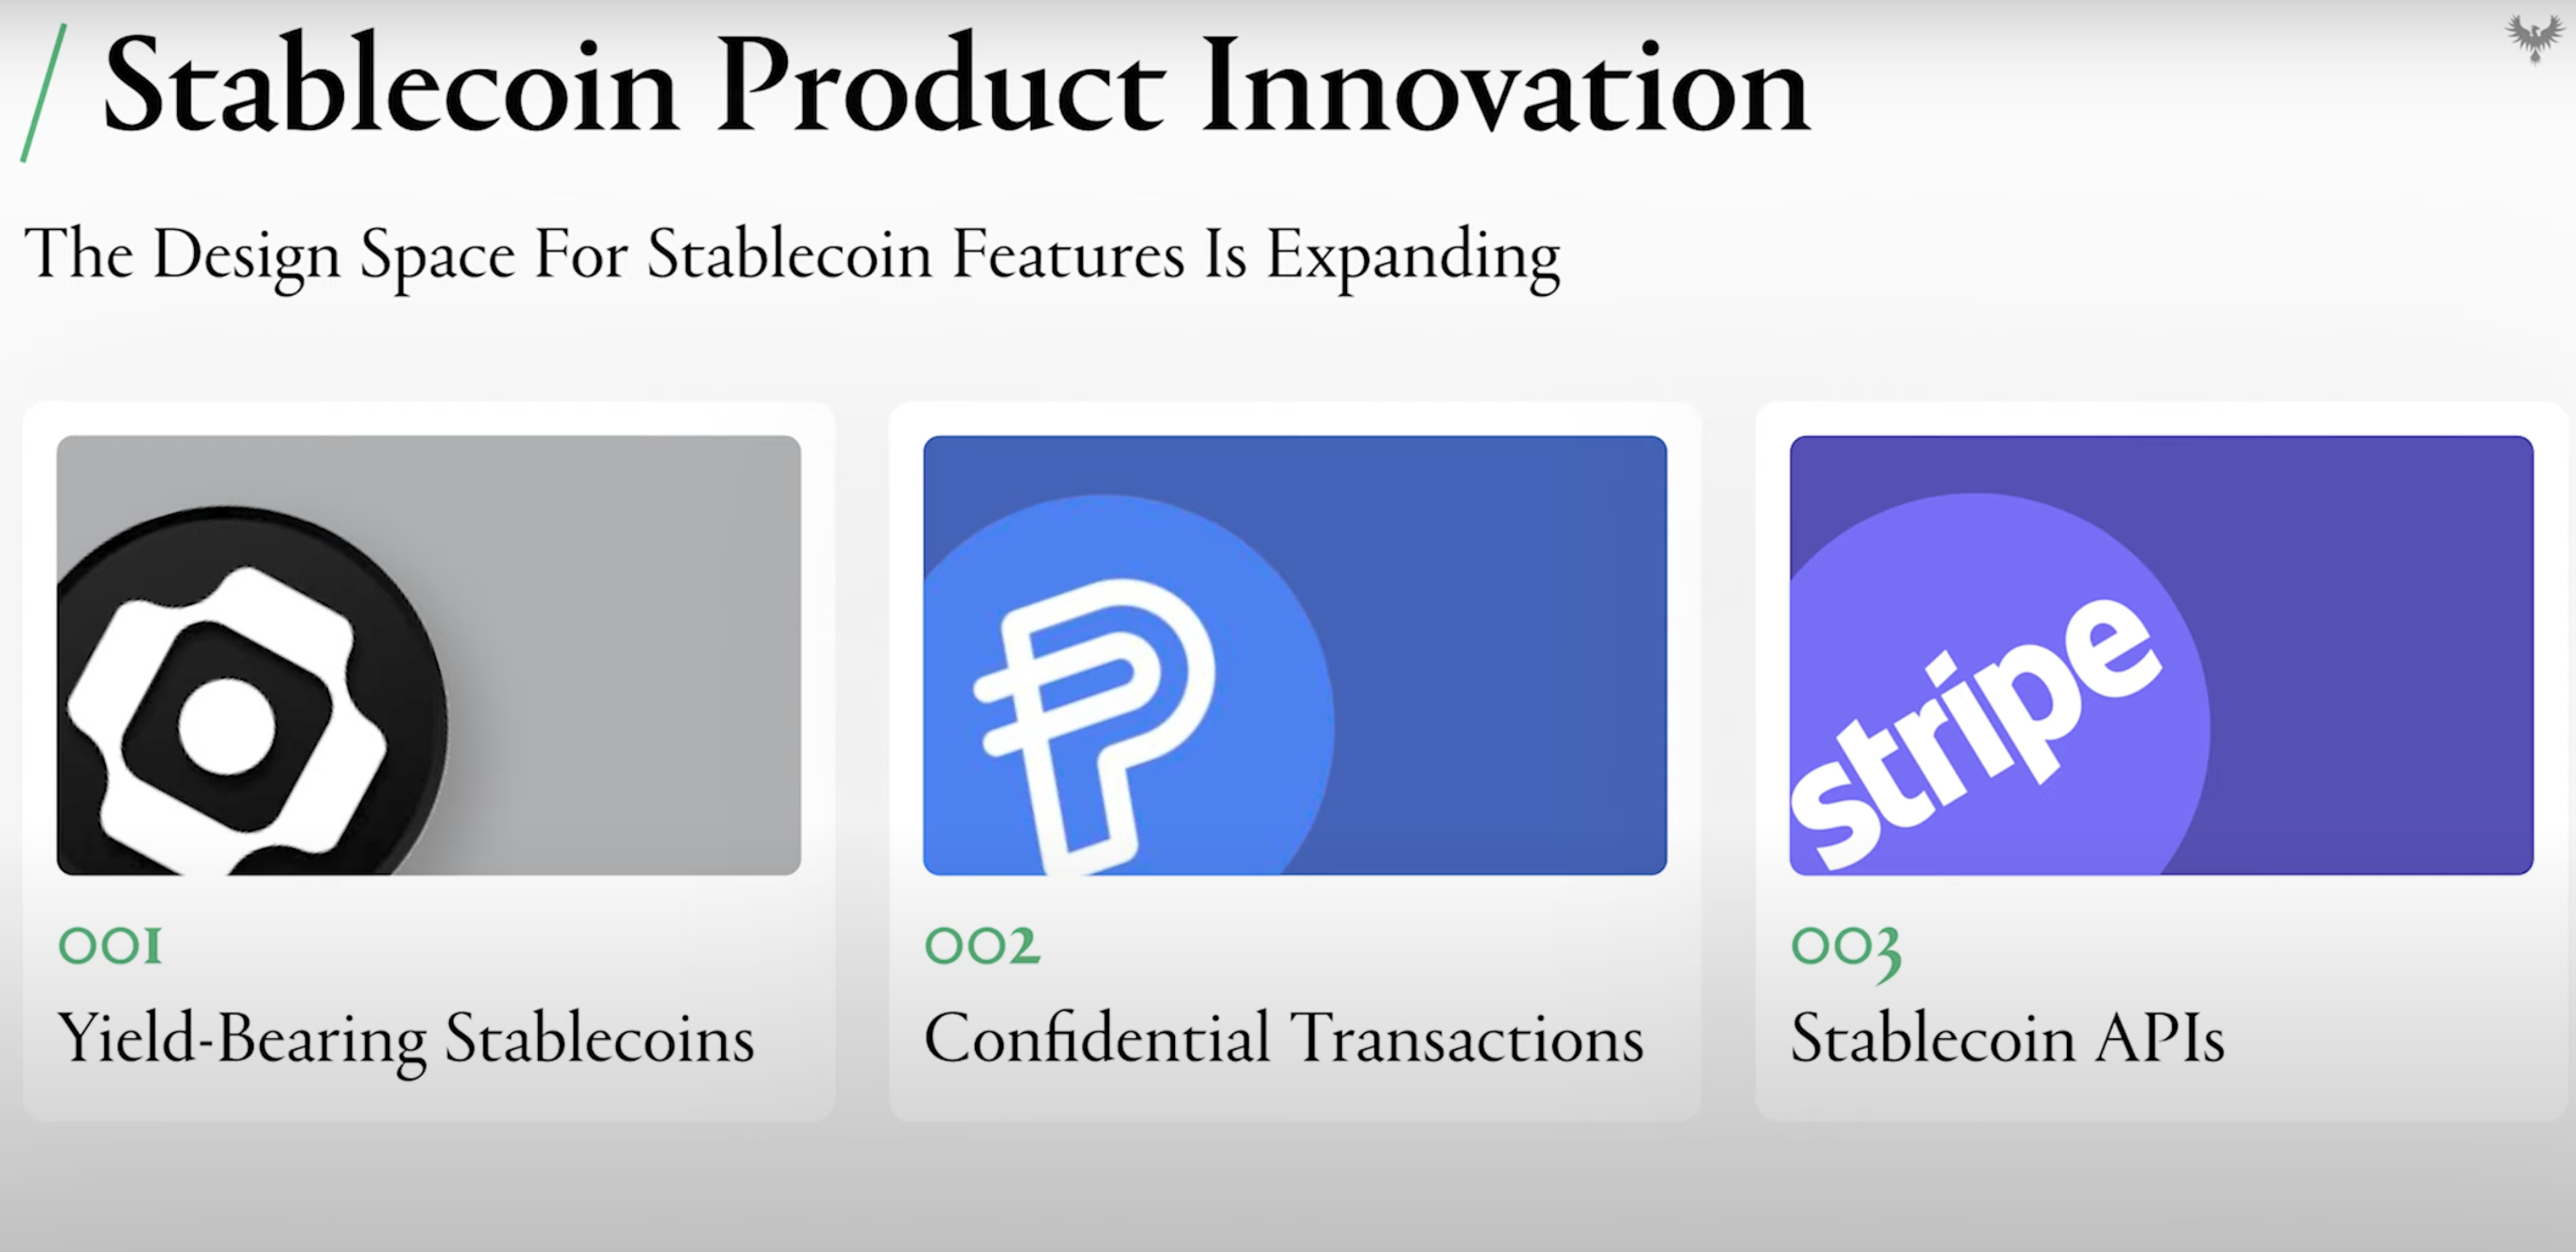 / Stablecoin Product Innovation
The Design Space For Stablecoin Features Is Expanding
stripe
001
Yield-Bearing Stablecoins
002
Confidential Transactions
003
Stablecoin APIs